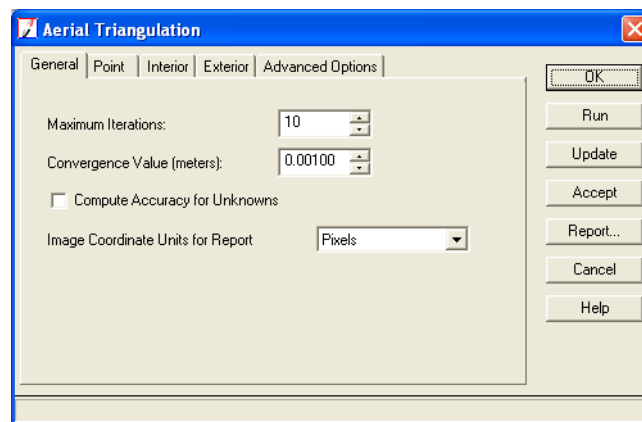 Aerial Triangulation
General Point Interior Exterior Advanced Options
Maximum Iterations: 10
Convergence Value (meters): 0.00100
Compute Accuracy for Unknowns
Image Coordinate Units for Report Pixels
OK
Run
Update
Accept
Report...
Cancel
Help